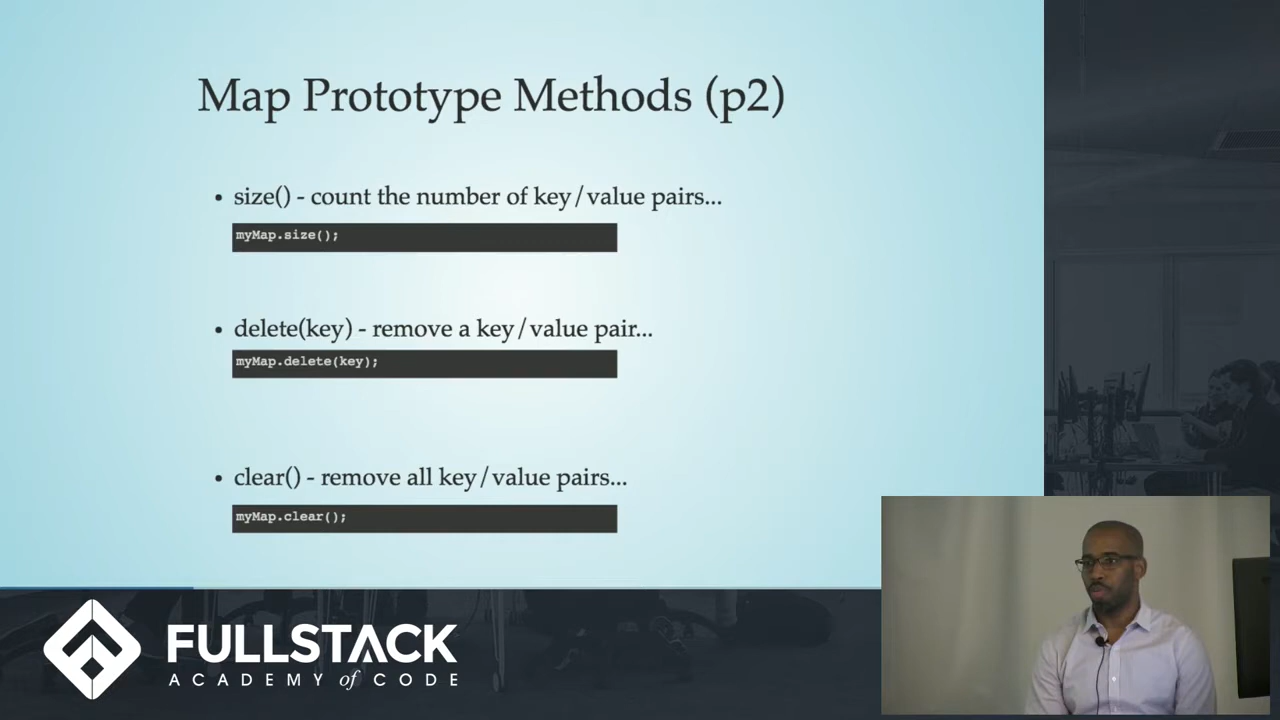 Map Prototype Methods (p2)
• size() - count the number of key/value pairs...
myMap.size();
• delete(key) - remove a key/value pair...
myMap.delete(key);
• clear() - remove all key/value pairs...
myMap.clear();
FULLSTACK
ACADEMY of CODE